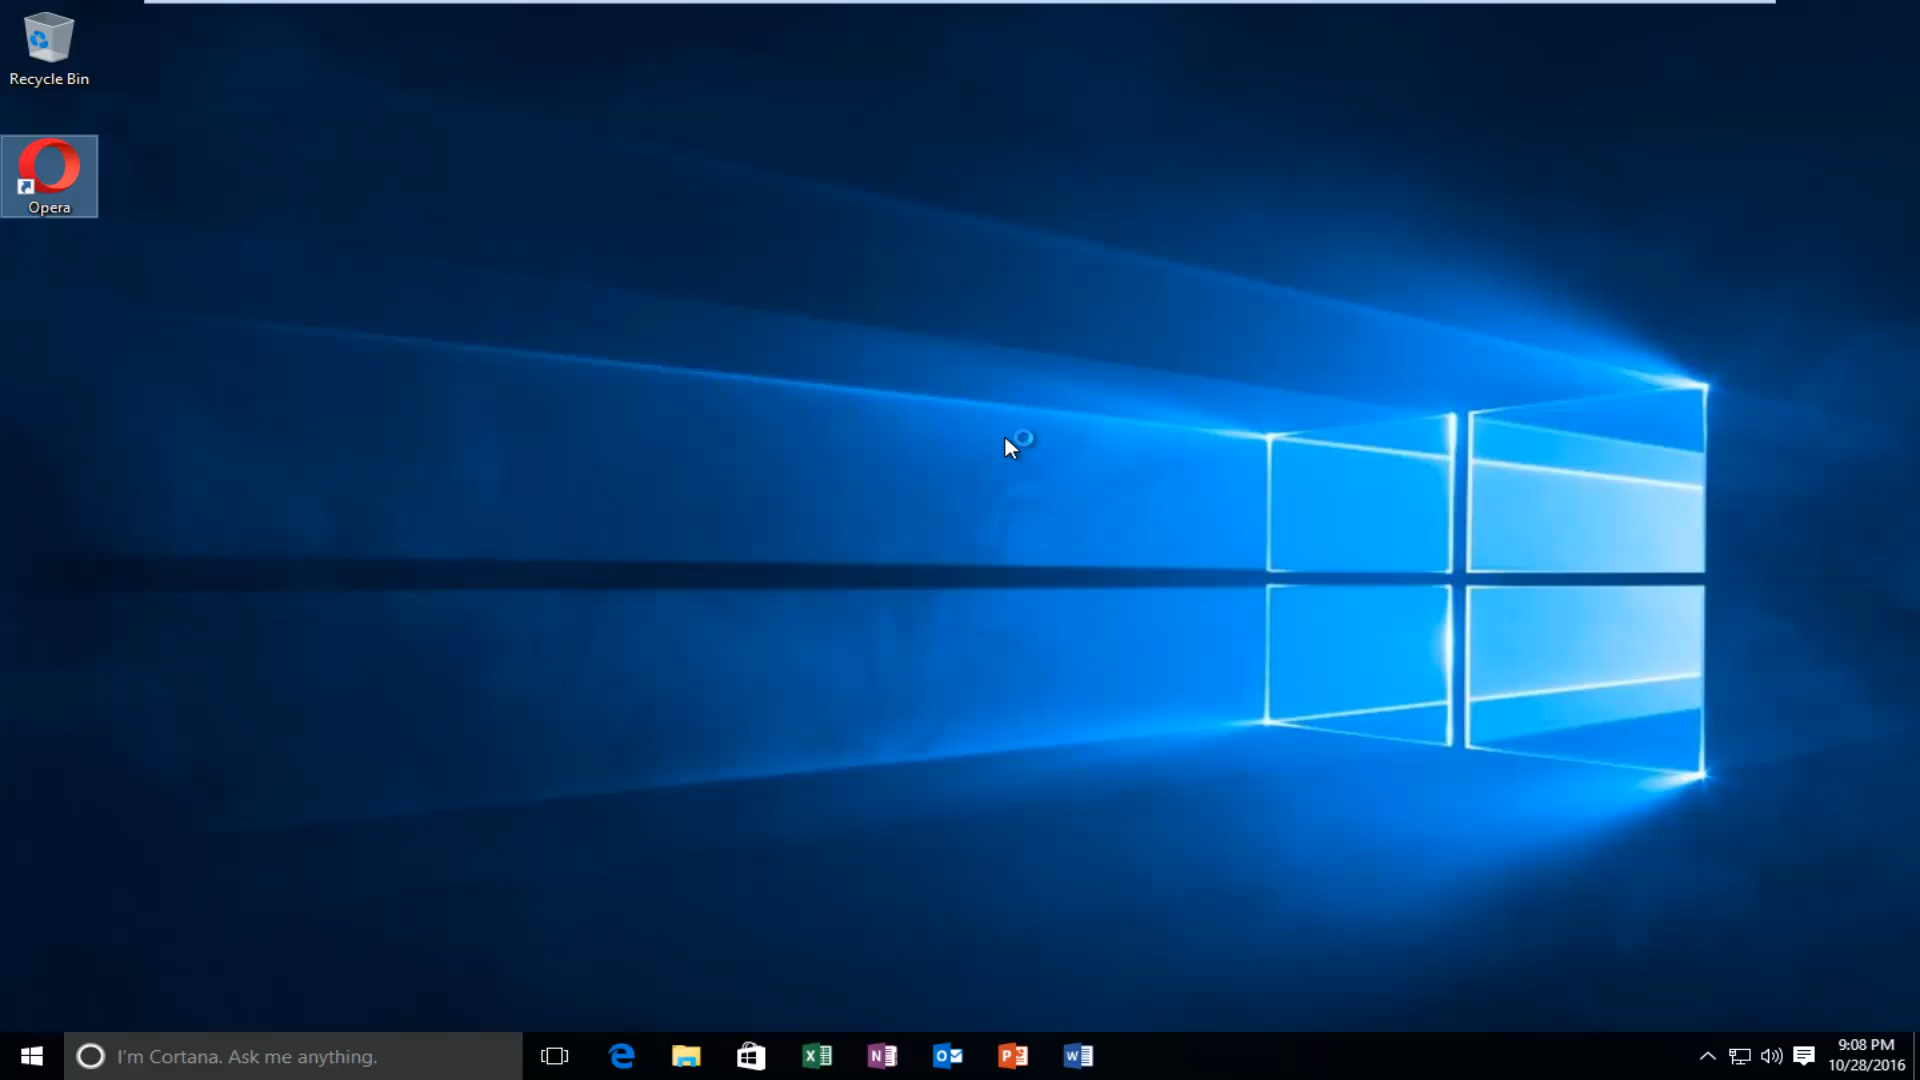 Recycle Bin
Opera
I'm Cortana. Ask me anything.
9:08 PM
10/28/2016